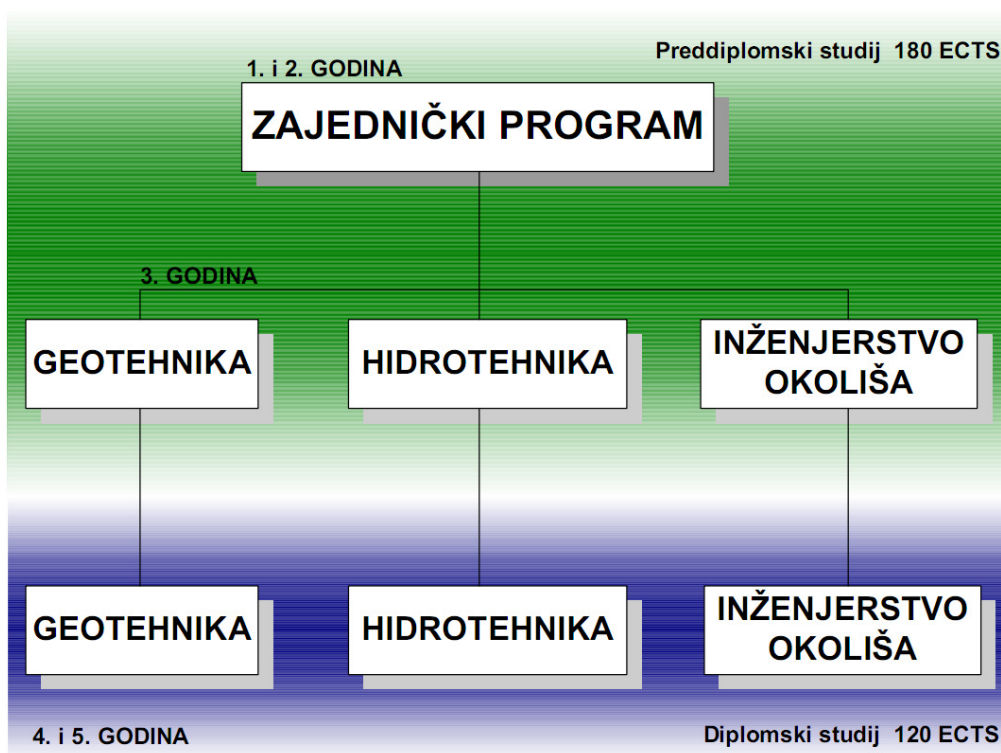 Preddiplomski studij 180 ECTS
1. i 2. GODINA
ZAJEDNIČKI PROGRAM
3. GODINA
GEOTEHNIKA
HIDROTEHNIKA
INŽENJERSTVO
OKOLIŠA
GEOTEHNIKA
HIDROTEHNIKA
INŽENJERSTVO
OKOLIŠA
4. i 5. GODINA
Diplomski studij 120 ECTS